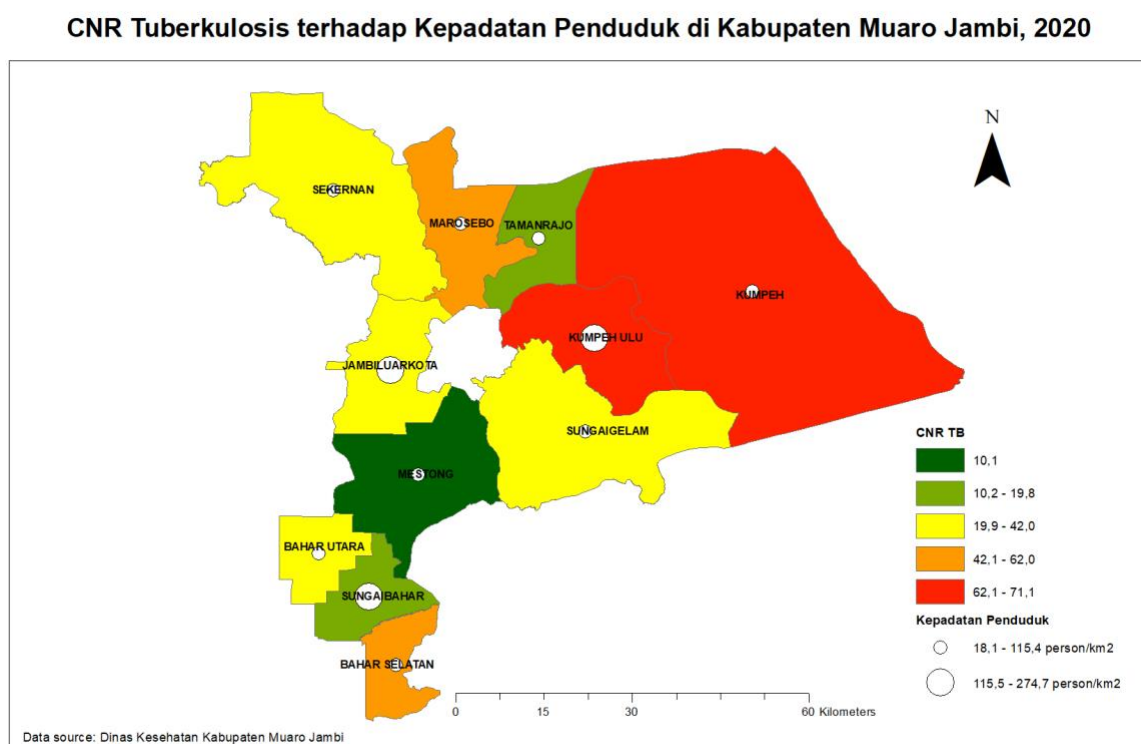 CNR Tuberkulosis terhadap Kepadatan Penduduk di Kabupaten Muaro Jambi, 2020
N
SEKERNAN
MAROSEBO
TAMANRAJO
KUMPEH
KUMPEH ULU
JAMBILUARKOTA
SUNGAIGELAM
MESTONG
BAHAR UTARA
SUNGAIBAHAR
BAHAR SELATAN
CNR TB
10,1
10,2 - 19,8
19,9 - 42,0
42,1 - 62,0
62,1 - 71,1
Kepadatan Penduduk
18,1 - 115,4 person/km2
115,5 - 274,7 person/km2
0 15 30 60 Kilometers
Data source: Dinas Kesehatan Kabupaten Muaro Jambi